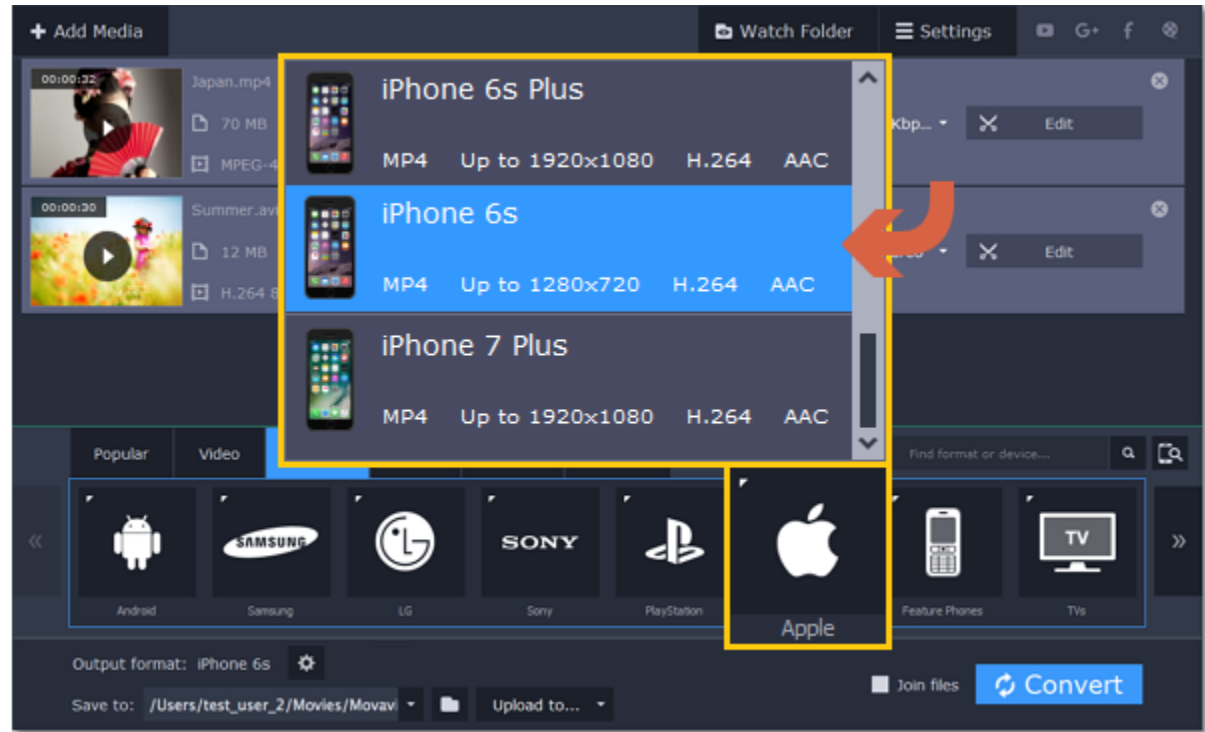 + Add Media
Watch Folder
Settings
G+ f
00:00:32
Japan.mp4
70 MB
MPEG-4
Kbp...
Edit
00:00:30
Summer.avi
12 MB
H.264
Edit
iPhone 6s Plus
MP4 Up to 1920x1080 H.264 AAC
iPhone 6s
MP4 Up to 1280x720 H.264 AAC
iPhone 7 Plus
MP4 Up to 1920x1080 H.264 AAC
Popular Video
Find format or device...
SAMSUNG
SONY
TV
Android Samsung LG Sony PlayStation Apple Feature Phones TVs
Output format: iPhone 6s
Save to: /Users/test_user_2/Movies/Movavi
Upload to...
Join files
Convert